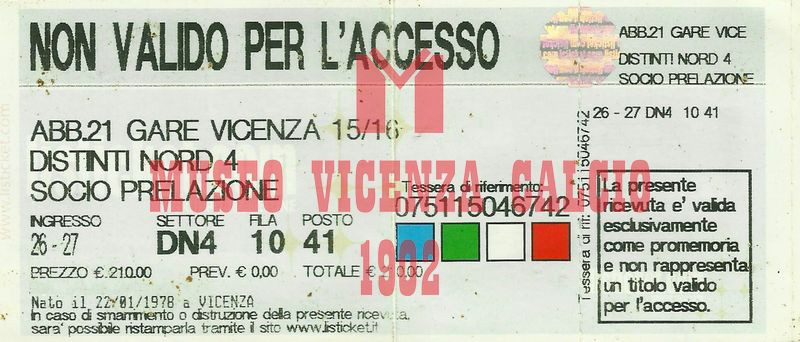 NON VALIDO PER L'ACCESSO
ABB.21 GARE VICENZA 15/16
DISTINTI NORD 4
SOCIO PRELAZIONE
INGRESSO SETTORE FILA POSTO
26-27 DN4 10 41
PREZZO € 210.00 PREV. € 0,00 TOTALE € 210.00
Nato il 22/01/1978 a VICENZA
In caso di smarrimento o distruzione della presente ricevuta,
sara' possibile ristamparla tramite il sito www.listicket.it
Tessera di riferimento:
075115046742
M
MUSEO VICENZA CALCIO
1902
ABB.21 GARE VICE
DISTINTI NORD 4
SOCIO PRELAZIONE
26 - 27 DN4 10 41
Tessera di rif: 075115046742
La presente
ricevuta e' valida
esclusivamente
come promemoria
e non rappresenta
un titolo valido
per l'accesso.